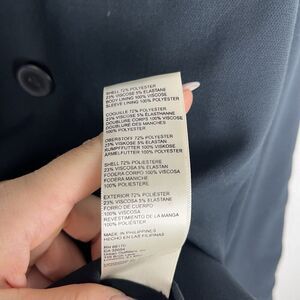 SHELL 72% POLYESTER
23% VISCOSE 5% ELASTANE
BODY LINING 100% VISCOSE
SLEEVE LINING 100% POLYESTER
COQUILLE 72% POLYESTER
23% VISCOSE 5% ELASTHANNE
DOUBLURE CORPS 100% VISCOSE
DOUBLURE DES MANCHES
100% POLYESTER
OBERSTOFF 72% POLYESTER
23% VISKOSE 5% ELASTAN
RUMPFFUTTER 100% VISKOSE
ÄRMELFUTTER 100% POLYESTER
SHELL 72% POLIESTERE
23% VISCOSA 5% ELASTAN
FODERA CORPO 100% VISCOSA
FODERA MANICHE
100% POLIESTERE
EXTERIOR 72% POLIESTER
23% VISCOSA 5% ELASTANO
FORRO DE CUERPO
100% VISCOSA
REVESTIMIENTO DE LA MANGA
100% POLIESTER
MADE IN PHILIPPINES
HECHO EN LAS FILIPINAS